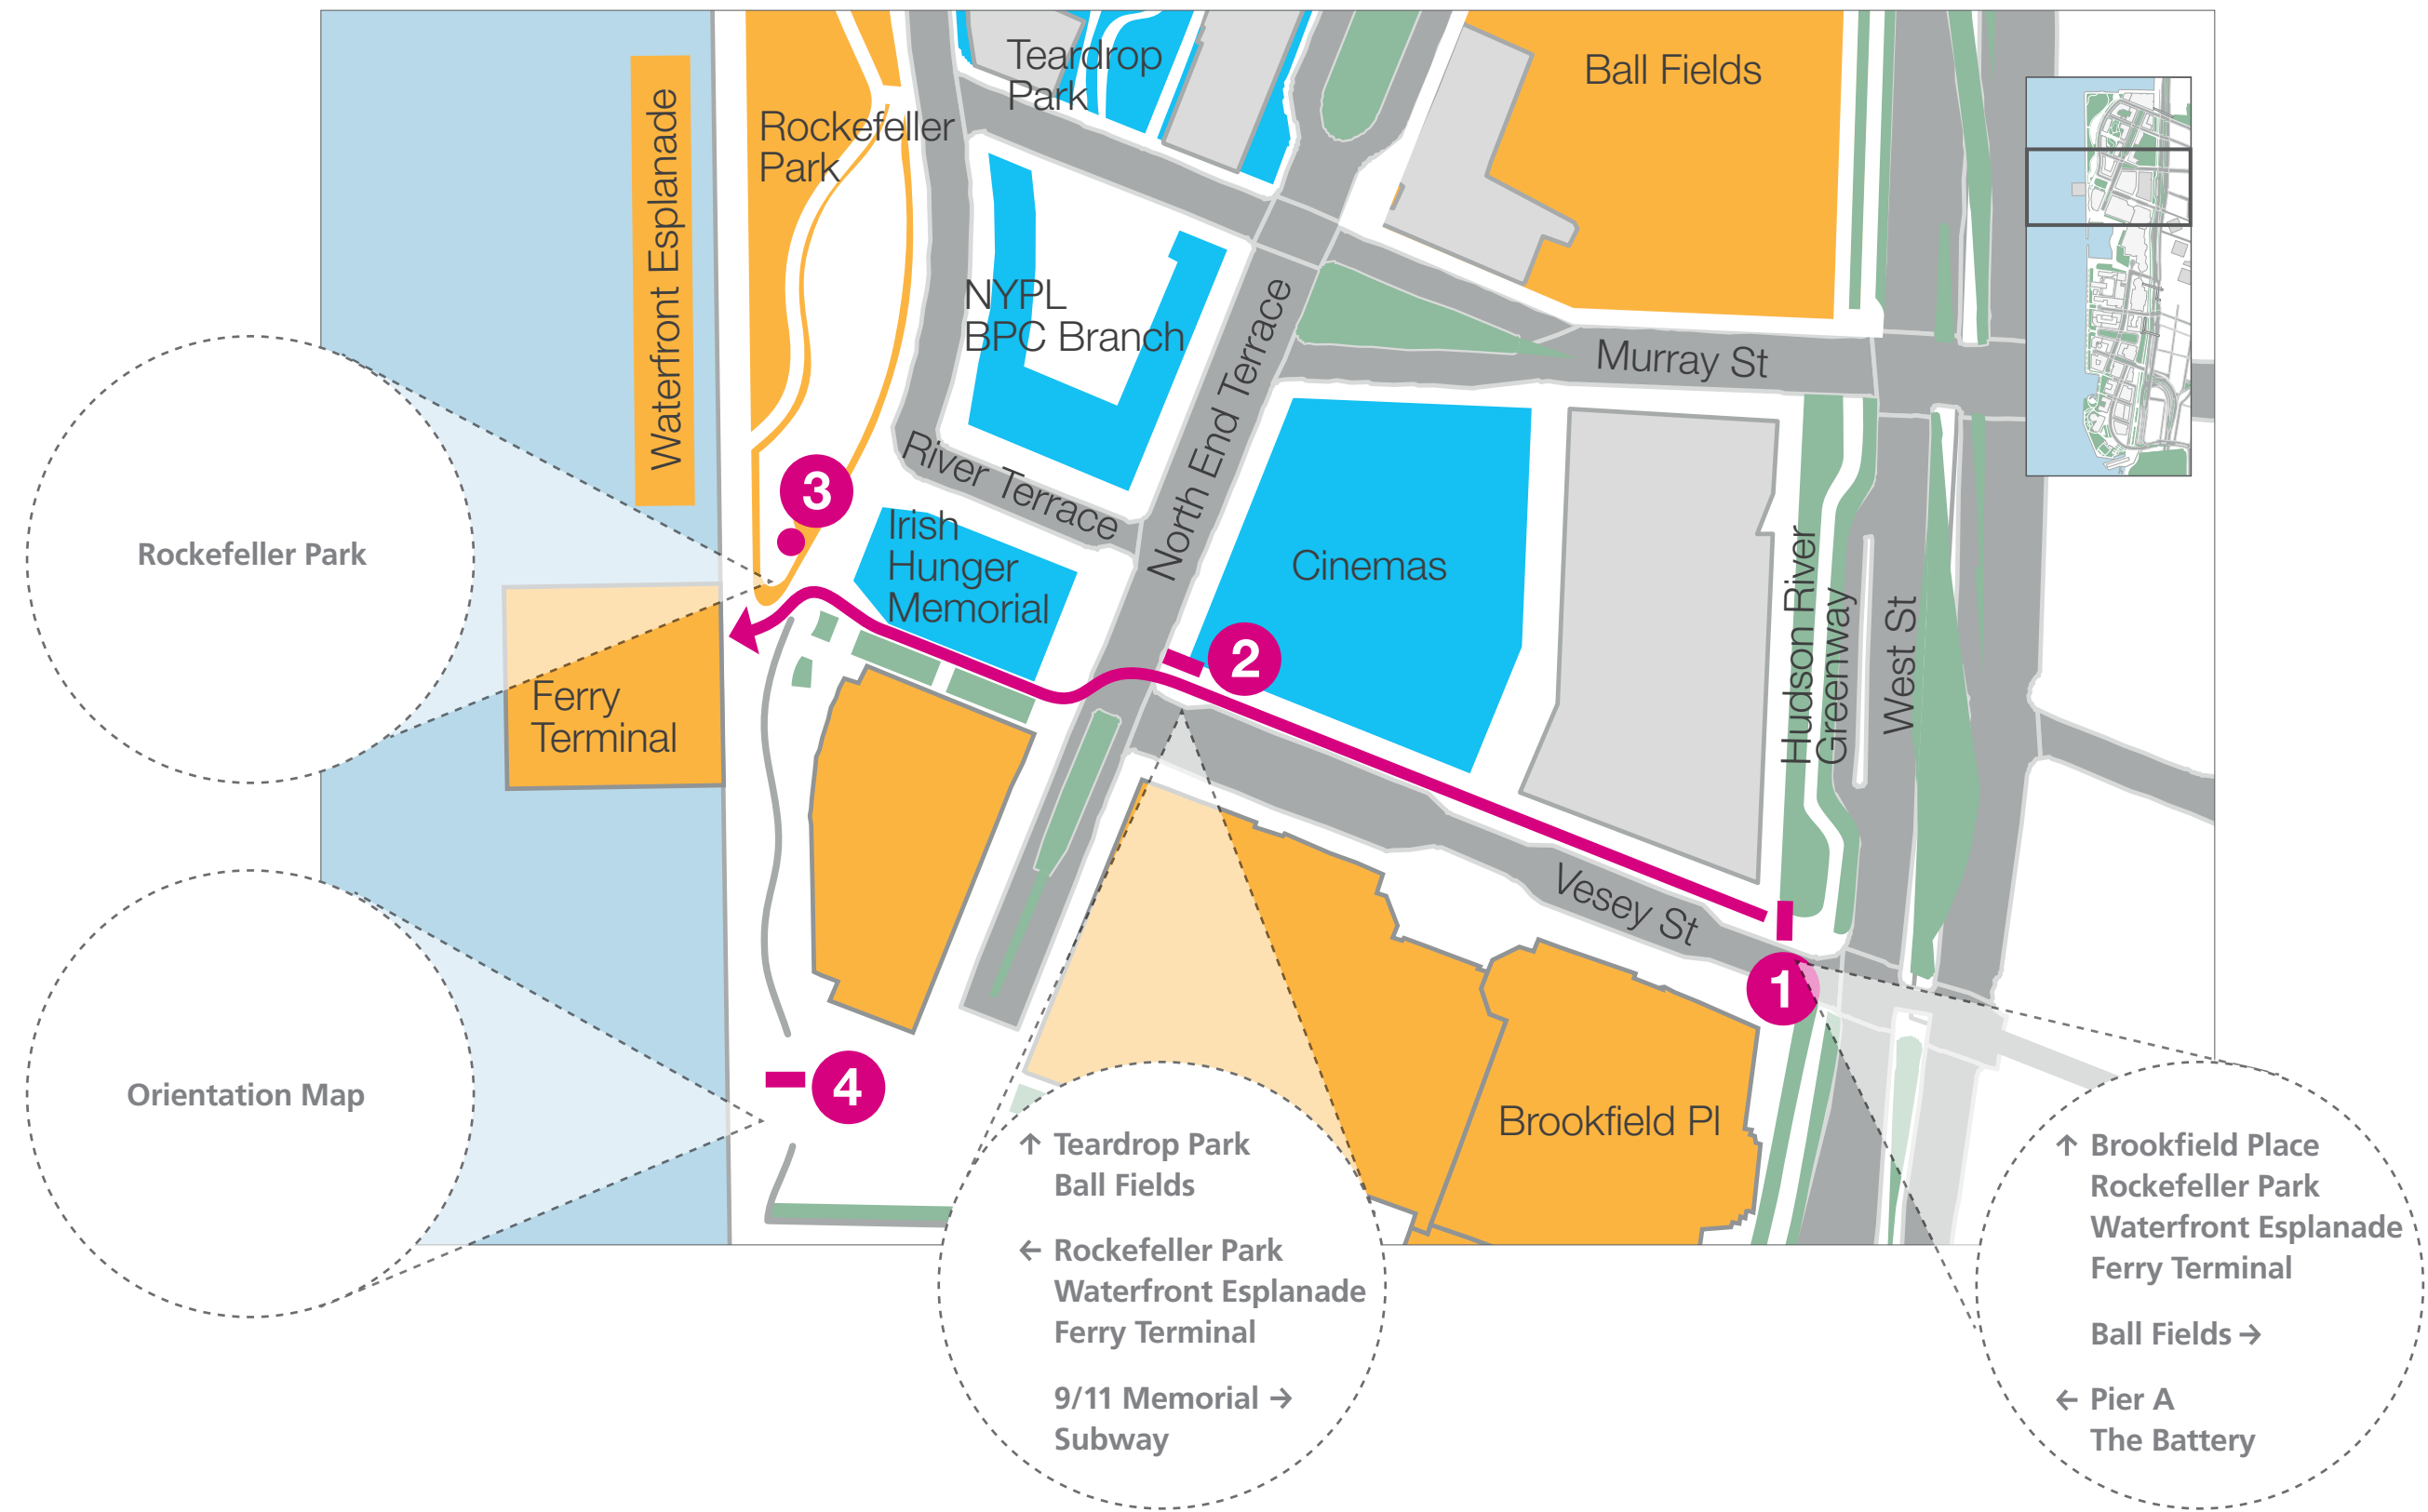 Teardrop
Park
Ball Fields
Waterfront Esplanade
Rockefeller
Park
NYPL
BPC Branch
North End Terrace
Murray St
River Terrace
3
Irish
Hunger
Memorial
Cinemas
Hudson River
Greenway
West St
Rockefeller Park
2
Ferry
Terminal
Vesey St
1
Orientation Map
4
Brookfield Pl
↑ Teardrop Park
Ball Fields
← Rockefeller Park
Waterfront Esplanade
Ferry Terminal
9/11 Memorial →
Subway
↑ Brookfield Place
Rockefeller Park
Waterfront Esplanade
Ferry Terminal
Ball Fields →
← Pier A
The Battery